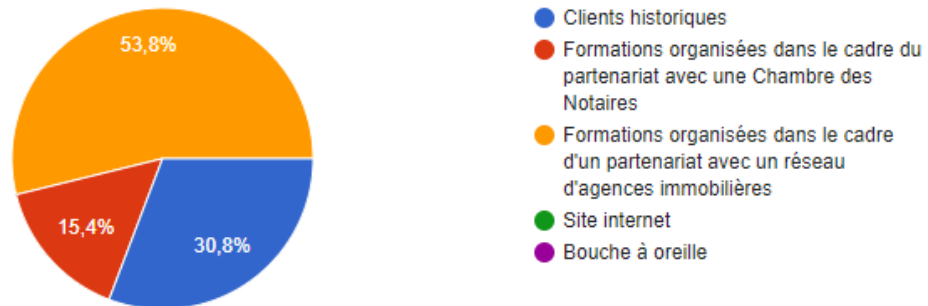 53,8%
15,4%
30,8%
Clients historiques
Formations organisées dans le cadre du
partenariat avec une Chambre des
Notaires
Formations organisées dans le cadre
d'un partenariat avec un réseau
d'agences immobilières
Site internet
Bouche à oreille